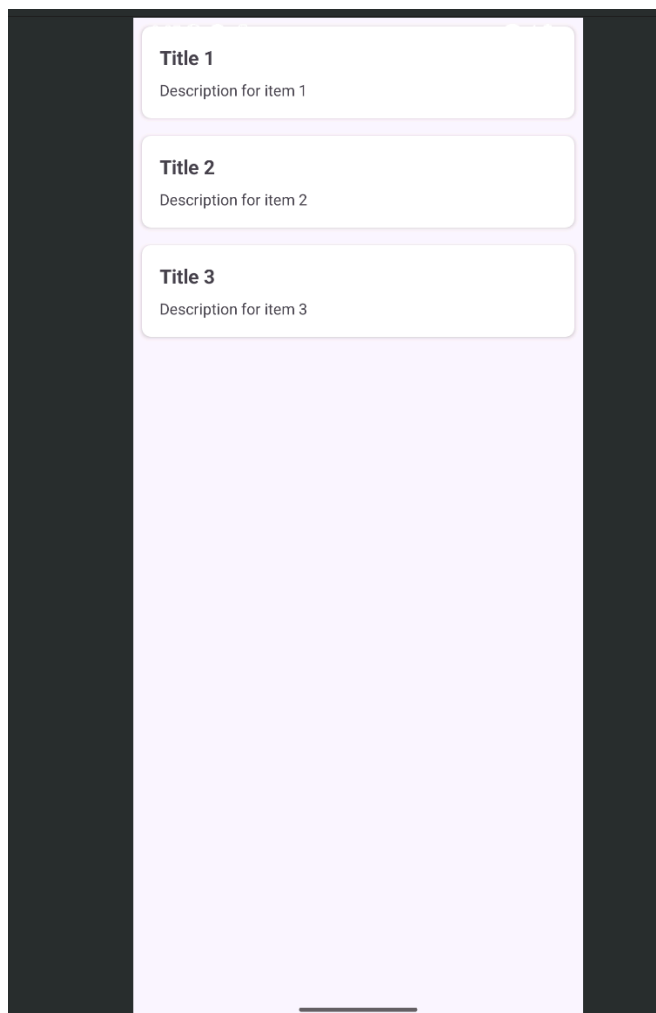 Title 1
Description for item 1
Title 2
Description for item 2
Title 3
Description for item 3